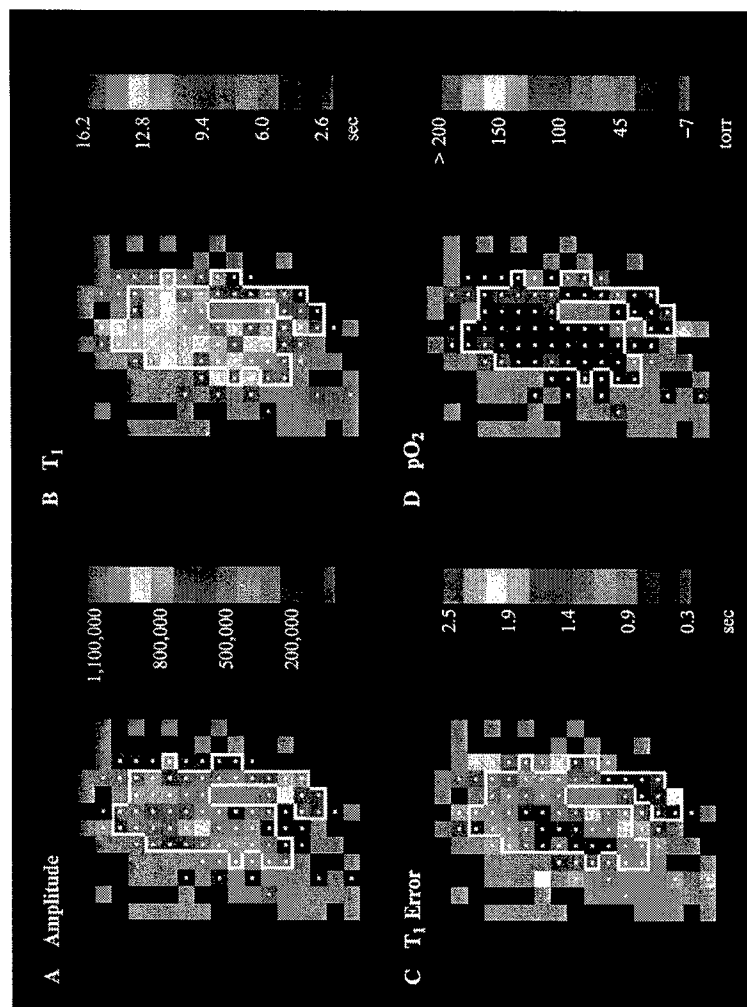 A Amplitude
1,100,000
800,000
500,000
200,000
B T₁
16.2
12.8
9.4
6.0
2.6
sec
C T₁ Error
2.5
1.9
1.4
0.9
0.3
sec
D pO₂
> 200
150
100
45
−7
torr